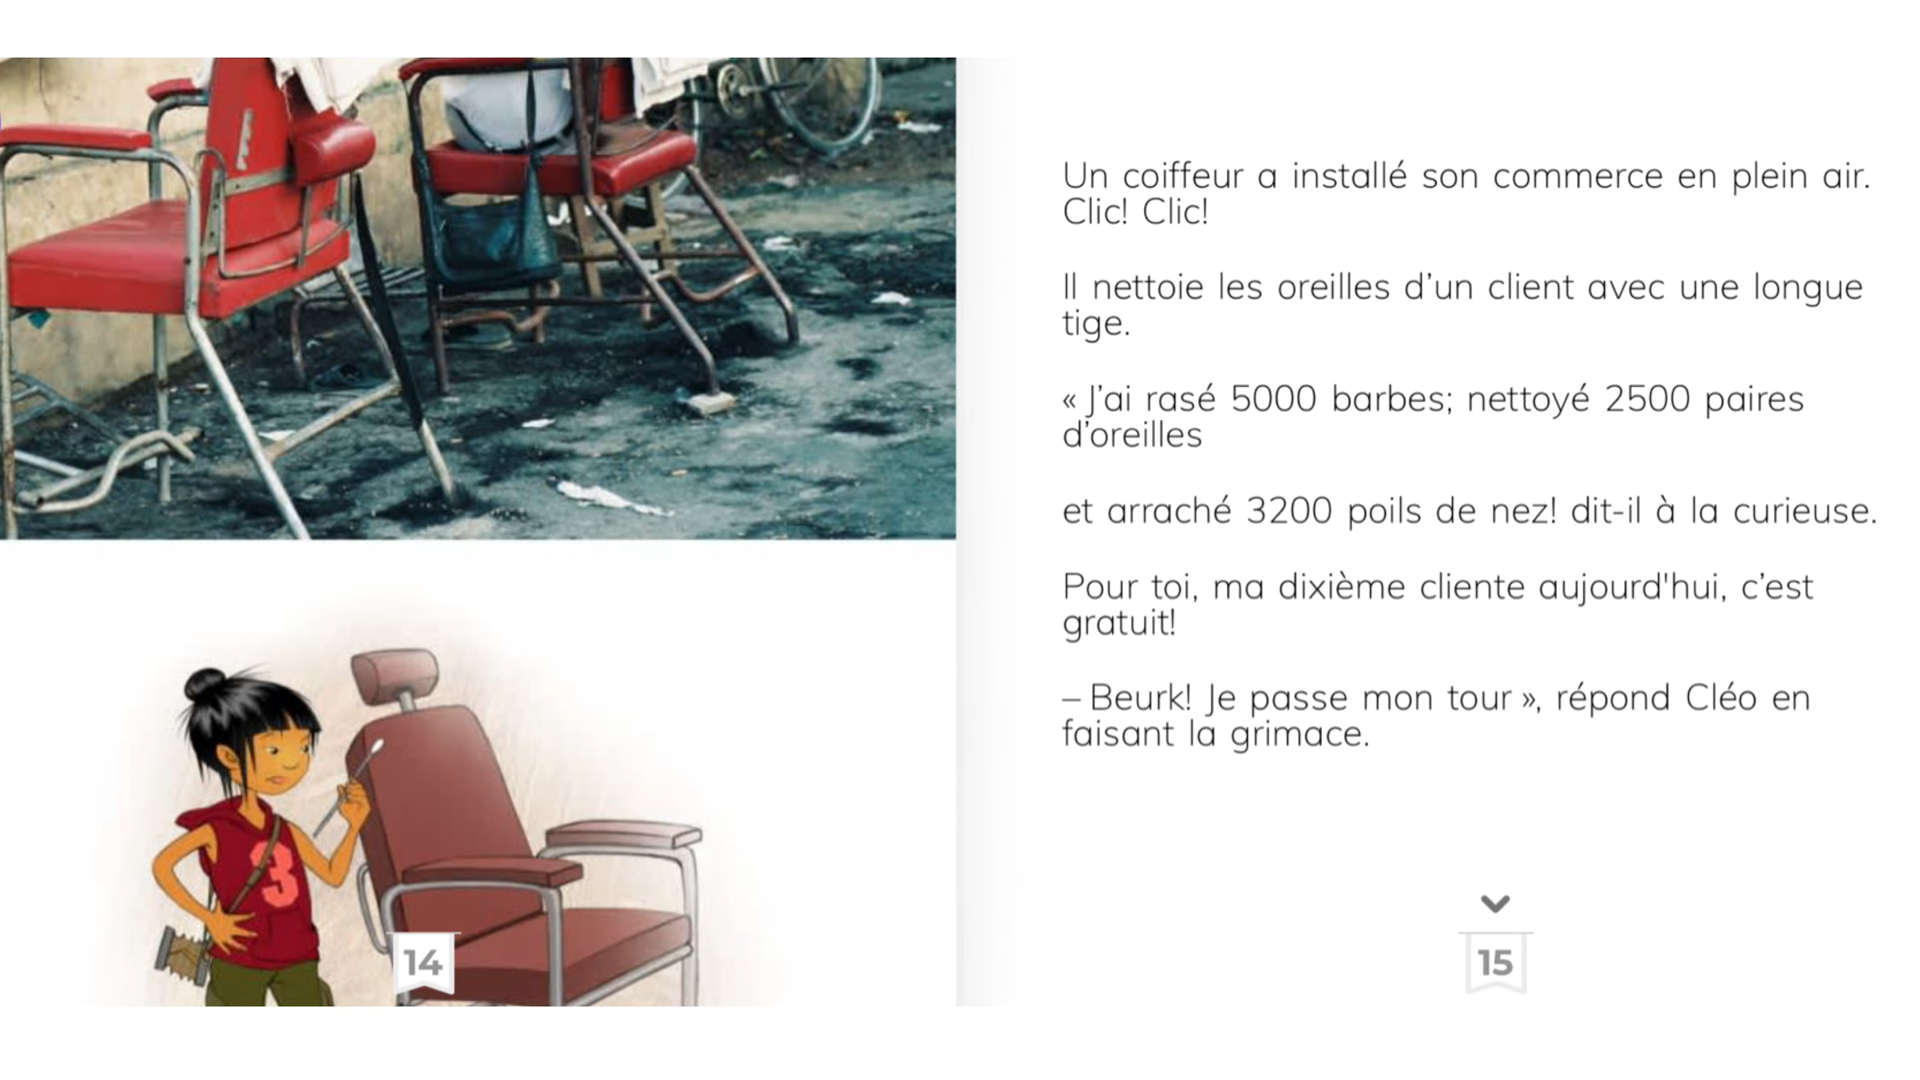 Un coiffeur a installé son commerce en plein air.
Clic! Clic!
Il nettoie les oreilles d’un client avec une longue
tige.
« J’ai rasé 5000 barbes; nettoyé 2500 paires
d’oreilles
et arraché 3200 poils de nez! dit-il à la curieuse.
Pour toi, ma dixième cliente aujourd'hui, c’est
gratuit!
– Beurk! Je passe mon tour », répond Cléo en
faisant la grimace.
3
14
15